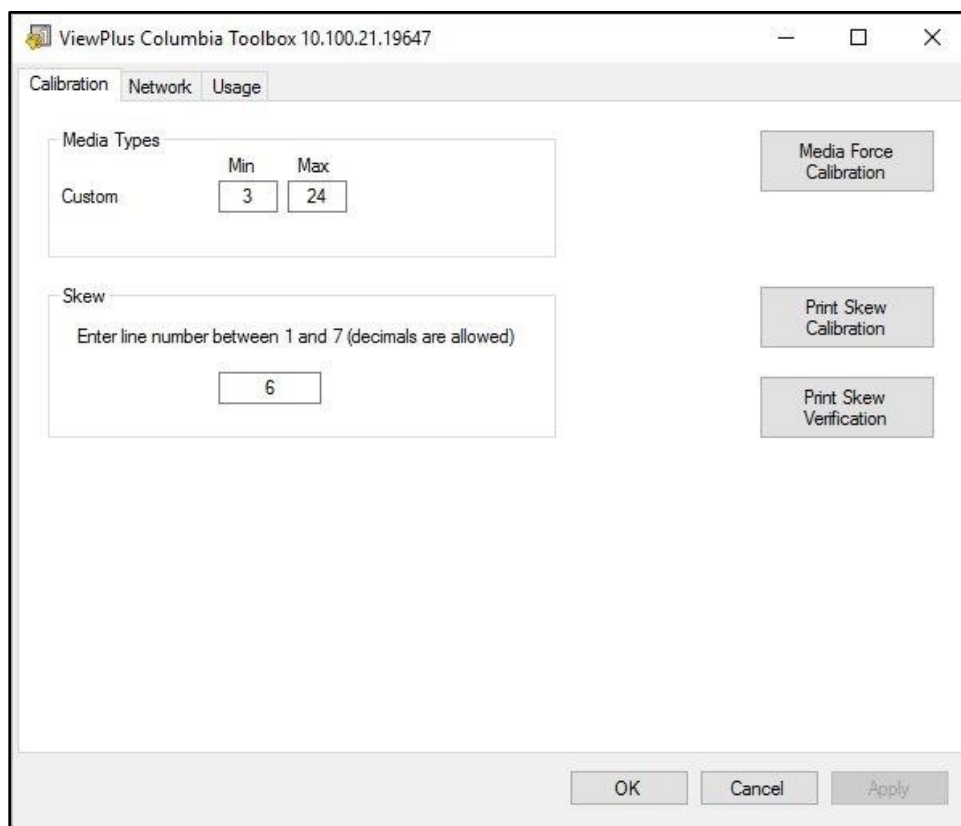 ViewPlus Columbia Toolbox 10.100.21.19647
Calibration Network Usage
Media Types
Min Max
Custom 3 24
Media Force
Calibration
Skew
Enter line number between 1 and 7 (decimals are allowed)
6
Print Skew
Calibration
Print Skew
Verification
OK Cancel Apply